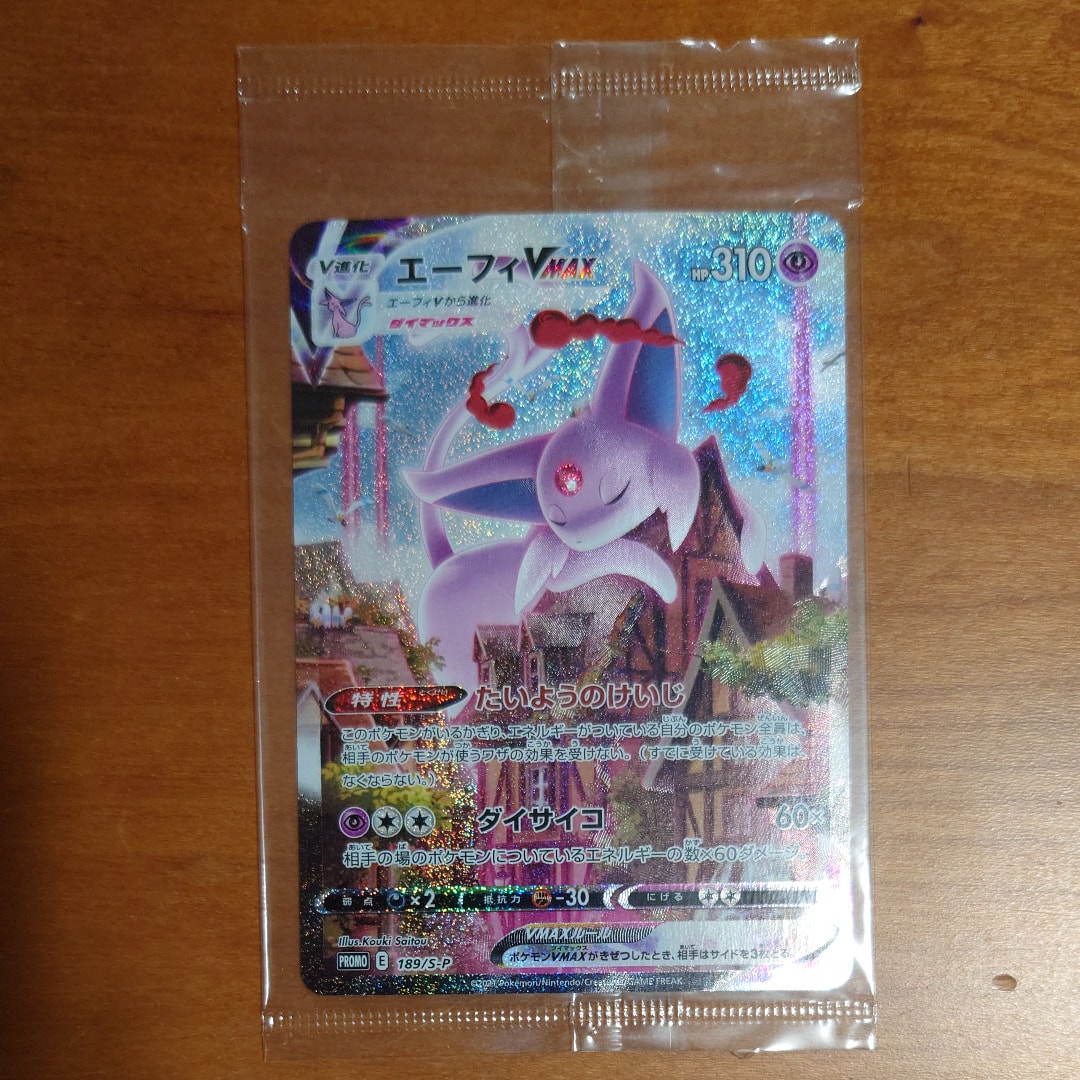 V進化
エーフィVMAX
HP310
エーフィVから進化
ダイマックス
特性 たいようのけいじ
このポケモンがいるかぎり、エネルギーがついている自分のポケモン全員は、
相手のポケモンが使うワザの効果を受けない。(すでに受けている効果は、
なくならない。)
ダイサイコ 60×
相手の場のポケモンについているエネルギーの数×60ダメージ。
弱点 ×2 抵抗力 -30 にげる
Illus.Kouki Saitou
VMAXルール
PROMO E 189/S-P
ポケモンVMAXがきぜつしたとき、相手はサイドを3枚とる。
©2021 Pokémon/Nintendo/Creatures/GAME FREAK